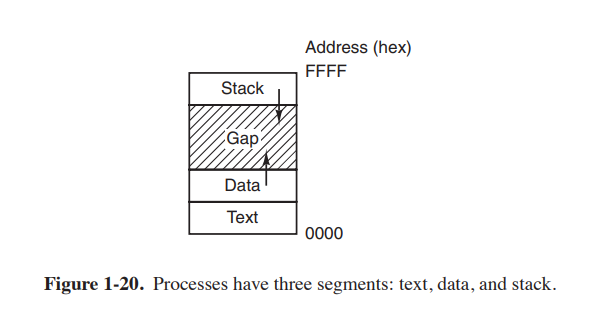 Address (hex)
FFFF
Stack
Gap
Data
Text
0000
Figure 1-20. Processes have three segments: text, data, and stack.